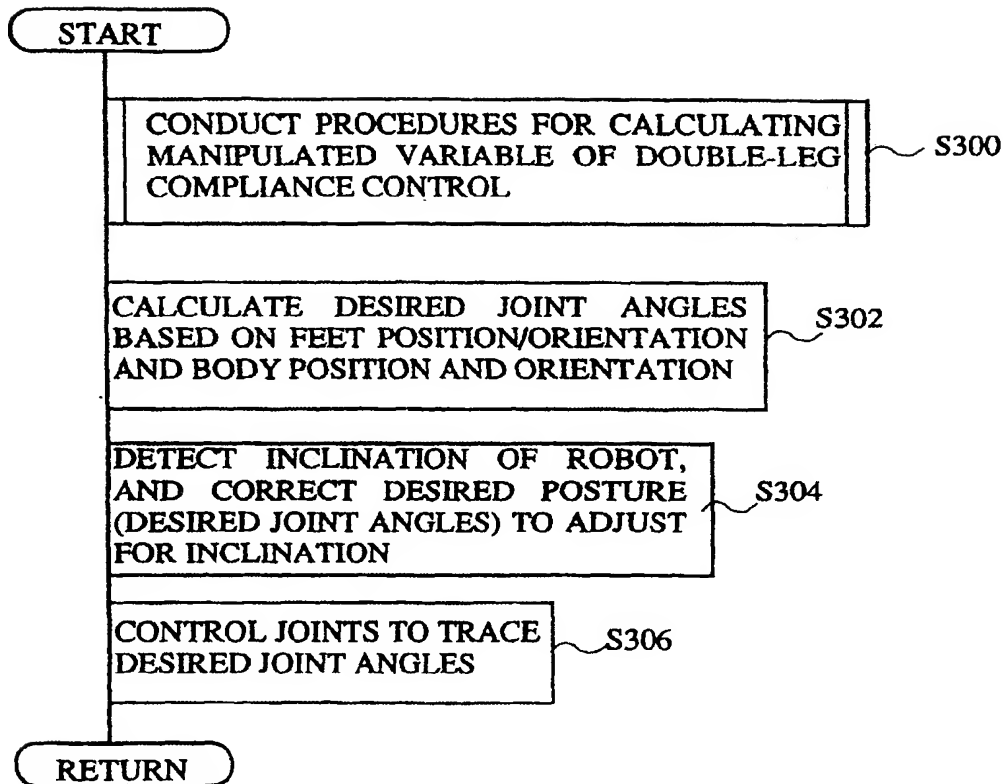 START
CONDUCT PROCEDURES FOR CALCULATING
MANIPULATED VARIABLE OF DOUBLE-LEG
COMPLIANCE CONTROL
S300
CALCULATE DESIRED JOINT ANGLES
BASED ON FEET POSITION/ORIENTATION
AND BODY POSITION AND ORIENTATION
S302
DETECT INCLINATION OF ROBOT,
AND CORRECT DESIRED POSTURE
(DESIRED JOINT ANGLES) TO ADJUST
FOR INCLINATION
S304
CONTROL JOINTS TO TRACE
DESIRED JOINT ANGLES
S306
RETURN